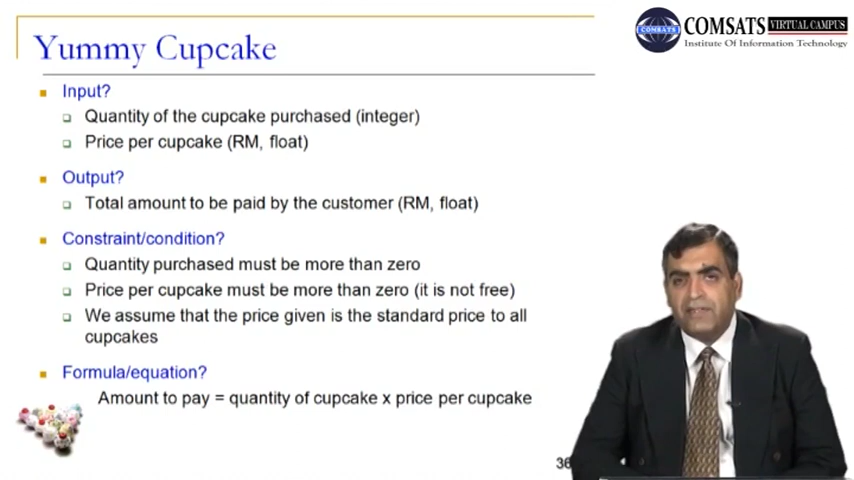 Yummy Cupcake
COMSATS VIRTUAL CAMPUS
Institute Of Information Technology
COMSATS
Input?
Quantity of the cupcake purchased (integer)
Price per cupcake (RM, float)
Output?
Total amount to be paid by the customer (RM, float)
Constraint/condition?
Quantity purchased must be more than zero
Price per cupcake must be more than zero (it is not free)
We assume that the price given is the standard price to all
cupcakes
Formula/equation?
Amount to pay = quantity of cupcake x price per cupcake
36